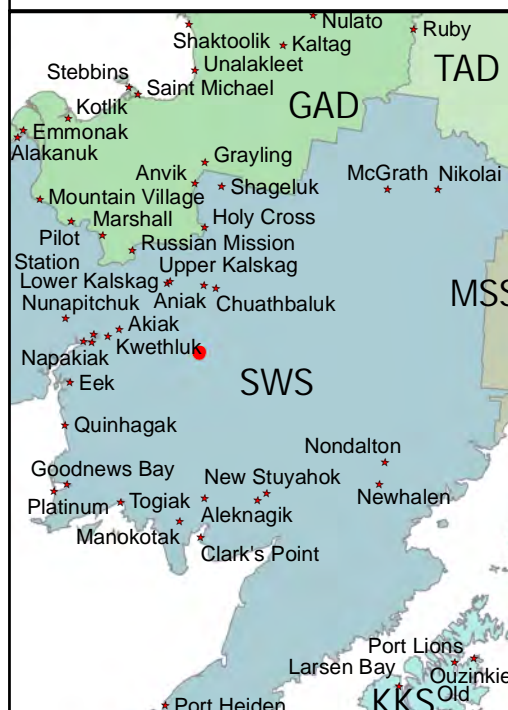 Nulato
Ruby
Shaktoolik
Kaltag
TAD
Unalakleet
Stebbins
Saint Michael
GAD
Kotlik
Emmonak
Alakanuk
Grayling
Anvik
Shageluk
McGrath
Nikolai
Mountain Village
Marshall
Holy Cross
Pilot
Station
Russian Mission
Upper Kalskag
Lower Kalskag
Aniak
Chuathbaluk
MSS
Nunapitchuk
Akiak
Kwethluk
Napakiak
SWS
Eek
Quinhagak
Nondalton
Goodnews Bay
New Stuyahok
Newhalen
Platinum
Togiak
Aleknagik
Manokotak
Clark's Point
Port Lions
Larsen Bay
Ouzinkie
KKS
Old
Port Heiden